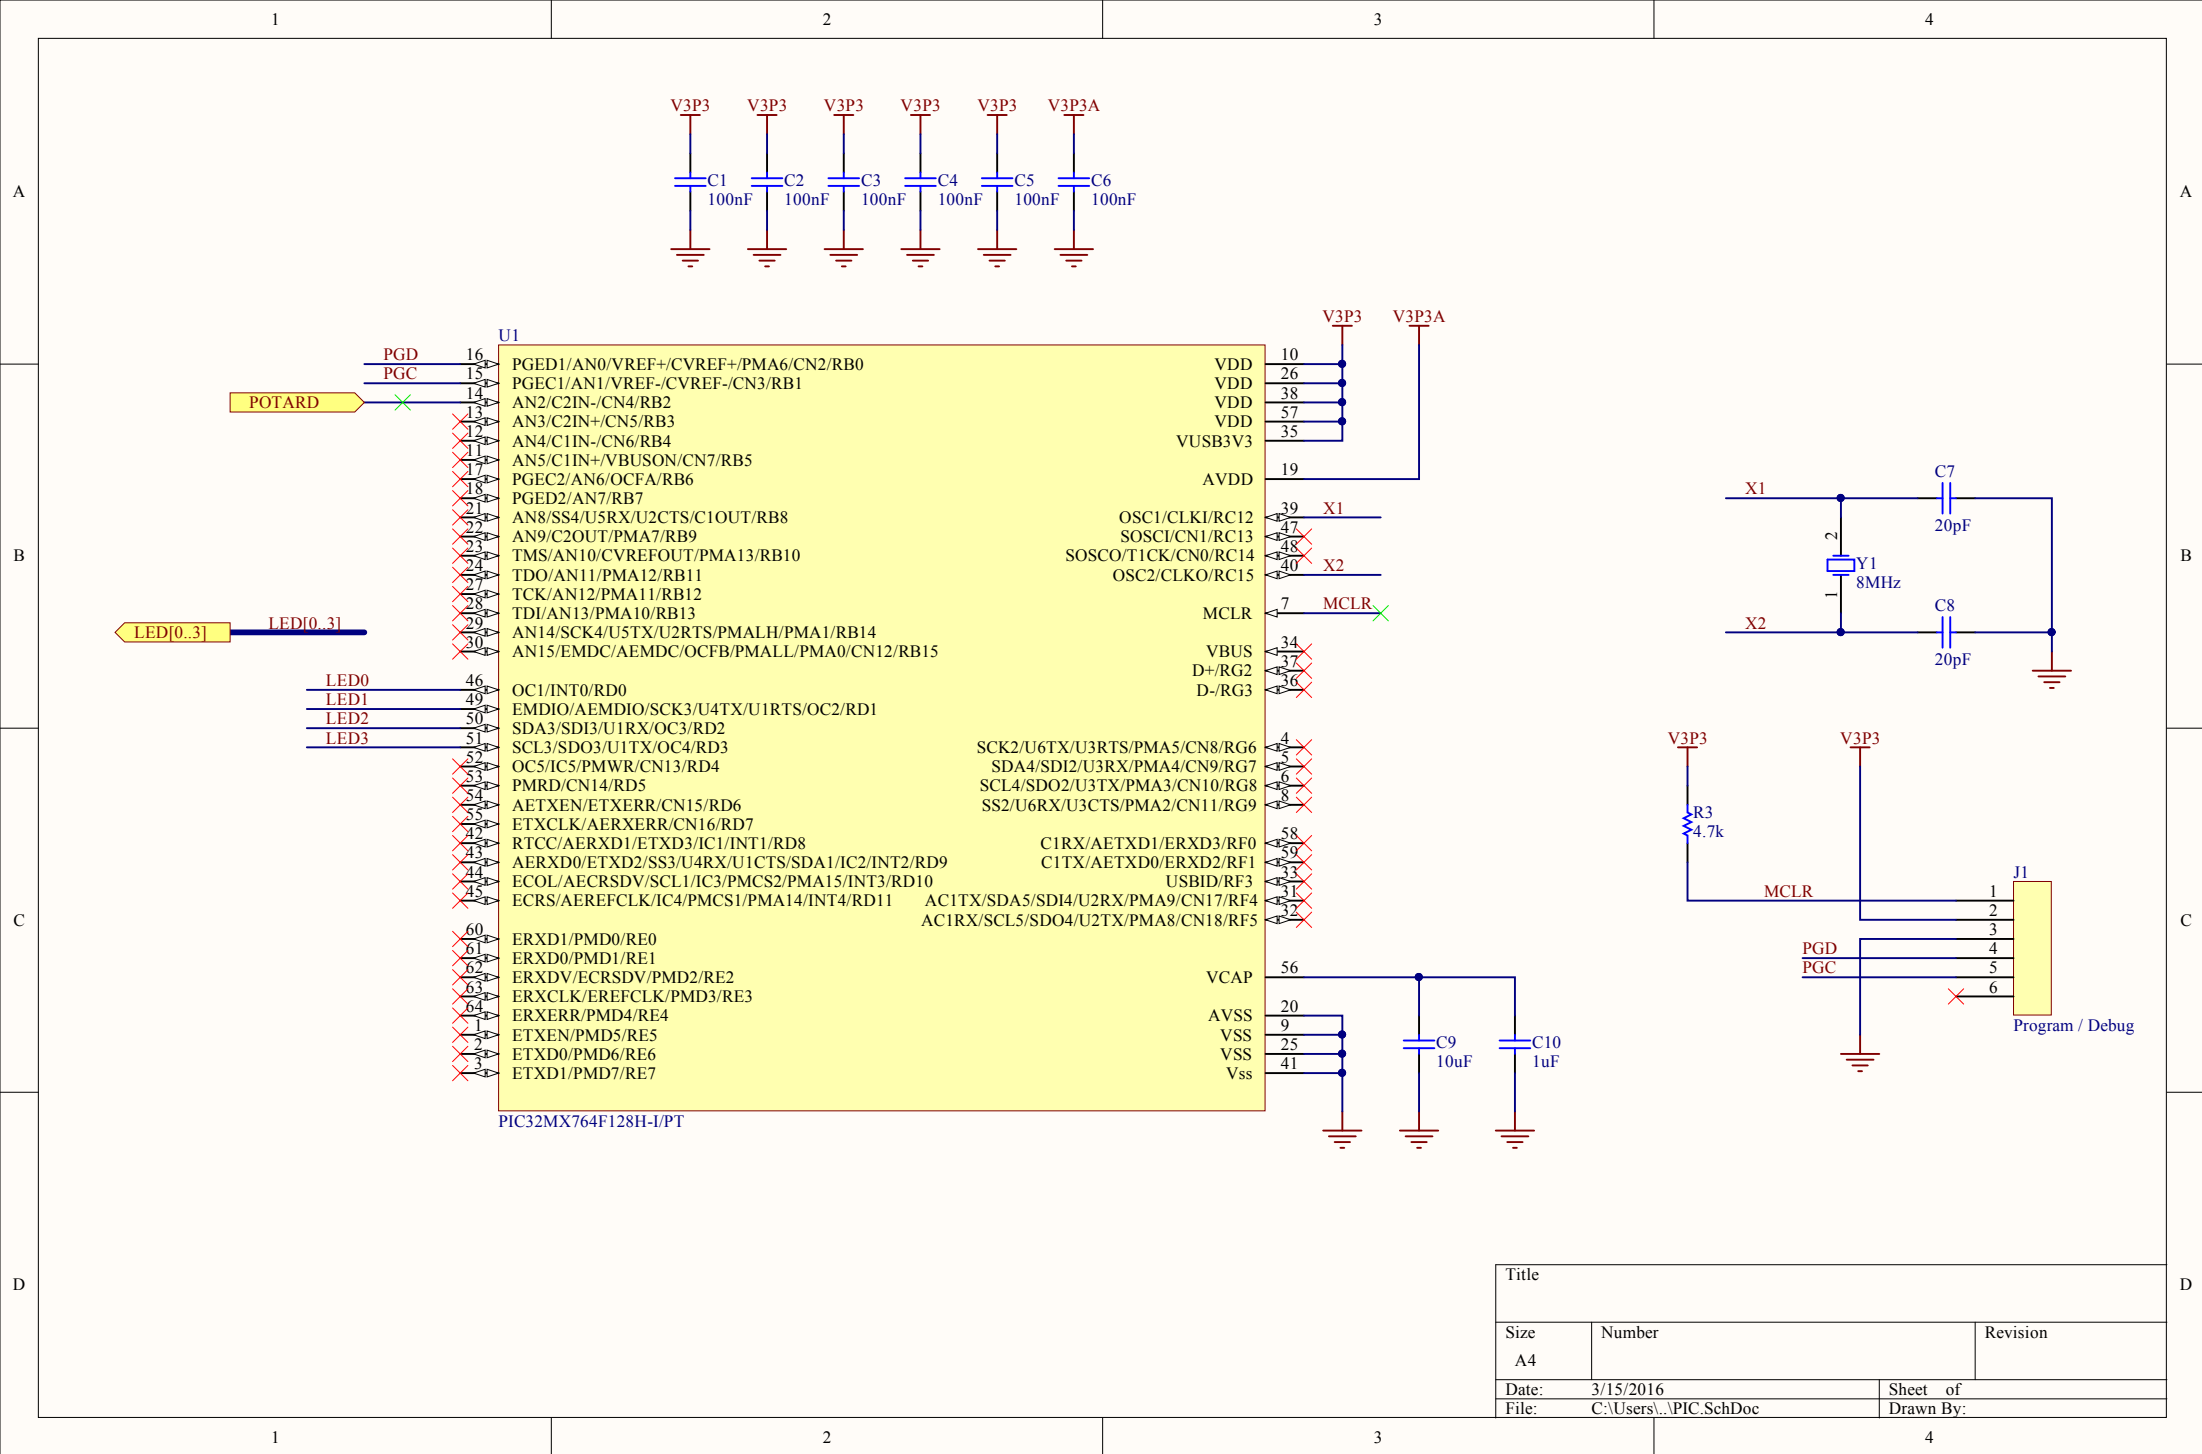 1 2 3 4
A A
B B
C C
D D
V3P3 V3P3 V3P3 V3P3 V3P3 V3P3A
C1 C2 C3 C4 C5 C6
100nF 100nF 100nF 100nF 100nF 100nF
V3P3 V3P3A
U1
PGD 16 PGED1/AN0/VREF+/CVREF+/PMA6/CN2/RB0
PGC 15 PGEC1/AN1/VREF-/CVREF-/CN3/RB1
POTARD 14 AN2/C2IN-/CN4/RB2
13 AN3/C2IN+/CN5/RB3
12 AN4/C1IN-/CN6/RB4
11 AN5/C1IN+/VBUSON/CN7/RB5
17 PGEC2/AN6/OCFA/RB6
18 PGED2/AN7/RB7
21 AN8/SS4/U5RX/U2CTS/C1OUT/RB8
22 AN9/C2OUT/PMA7/RB9
23 TMS/AN10/CVREFOUT/PMA13/RB10
24 TDO/AN11/PMA12/RB11
27 TCK/AN12/PMA11/RB12
28 TDI/AN13/PMA10/RB13
LED[0..3] LED[0..3]
29 AN14/SCK4/U5TX/U2RTS/PMALH/PMA1/RB14
30 AN15/EMDC/AEMDC/OCFB/PMALL/PMA0/CN12/RB15
LED0 46 OC1/INT0/RD0
LED1 49 EMDIO/AEMDIO/SCK3/U4TX/U1RTS/OC2/RD1
LED2 50 SDA3/SDI3/U1RX/OC3/RD2
LED3 51 SCL3/SDO3/U1TX/OC4/RD3
52 OC5/IC5/PMWR/CN13/RD4
53 PMRD/CN14/RD5
54 AETXEN/ETXERR/CN15/RD6
55 ETXCLK/AERXERR/CN16/RD7
42 RTCC/AERXD1/ETXD3/IC1/INT1/RD8
43 AERXD0/ETXD2/SS3/U4RX/U1CTS/SDA1/IC2/INT2/RD9
44 ECOL/AECRSDV/SCL1/IC3/PMCS2/PMA15/INT3/RD10
45 ECRS/AEREFCLK/IC4/PMCS1/PMA14/INT4/RD11
60 ERXD1/PMD0/RE0
61 ERXD0/PMD1/RE1
62 ERXDV/ECRSDV/PMD2/RE2
63 ERXCLK/EREFCLK/PMD3/RE3
64 ERXERR/PMD4/RE4
1 ETXEN/PMD5/RE5
2 ETXD0/PMD6/RE6
3 ETXD1/PMD7/RE7
PIC32MX764F128H-I/PT
VDD 10
VDD 26
VDD 38
VDD 57
VUSB3V3 35
AVDD 19
OSC1/CLKI/RC12 39 X1
SOSCI/CN1/RC13 47
SOSCO/T1CK/CN0/RC14 48
OSC2/CLKO/RC15 40 X2
MCLR 7 MCLR
VBUS 34
D+/RG2 37
D-/RG3 36
SCK2/U6TX/U3RTS/PMA5/CN8/RG6 4
SDA4/SDI2/U3RX/PMA4/CN9/RG7 5
SCL4/SDO2/U3TX/PMA3/CN10/RG8 6
SS2/U6RX/U3CTS/PMA2/CN11/RG9 8
C1RX/AETXD1/ERXD3/RF0 58
C1TX/AETXD0/ERXD2/RF1 59
USBID/RF3 33
AC1TX/SDA5/SDI4/U2RX/PMA9/CN17/RF4 31
AC1RX/SCL5/SDO4/U2TX/PMA8/CN18/RF5 32
VCAP 56
AVSS 20
VSS 9
VSS 25
Vss 41
C9 C10
10uF 1uF
X1 C7
20pF
2
Y1
8MHz
1
X2 C8
20pF
V3P3 V3P3
R3
4.7k
J1
MCLR 1
2
3
PGD 4
PGC 5
6
Program / Debug
Title
Size Number Revision
A4
Date: 3/15/2016 Sheet of
File: C:\Users\..\PIC.SchDoc Drawn By:
1 2 3 4